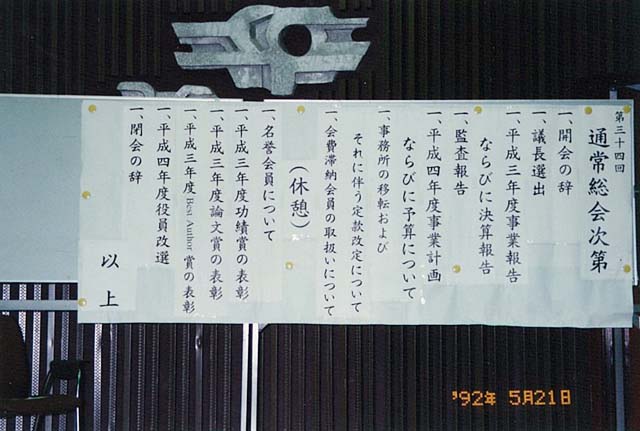 第三十四回
通常総会次第
一、開会の辞
一、議長選出
一、平成三年度事業報告
ならびに決算報告
一、監査報告
一、平成四年度事業計画
ならびに予算について
一、事務所の移転および
それに伴う定款改定について
一、会費滞納会員の取扱いについて
（休憩）
一、名誉会員について
一、平成三年度功績賞の表彰
一、平成三年度論文賞の表彰
一、平成三年度 Best Author 賞の表彰
一、平成四年度役員改選
一、閉会の辞
以上
'92年 5月21日